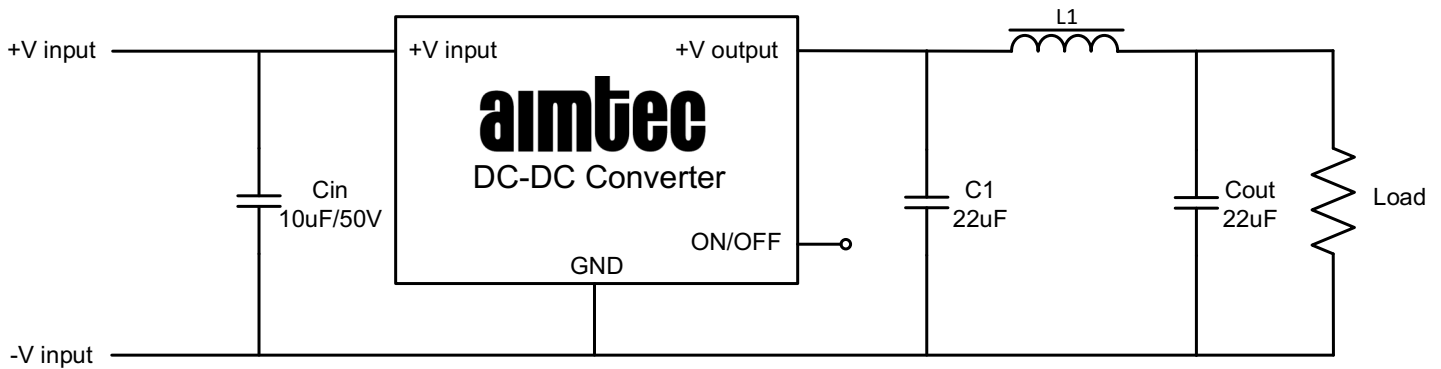 L1
+V input
+V input
+V output
aimtec
DC-DC Converter
Cin
10uF/50V
C1
22uF
Cout
22uF
Load
ON/OFF
GND
-V input